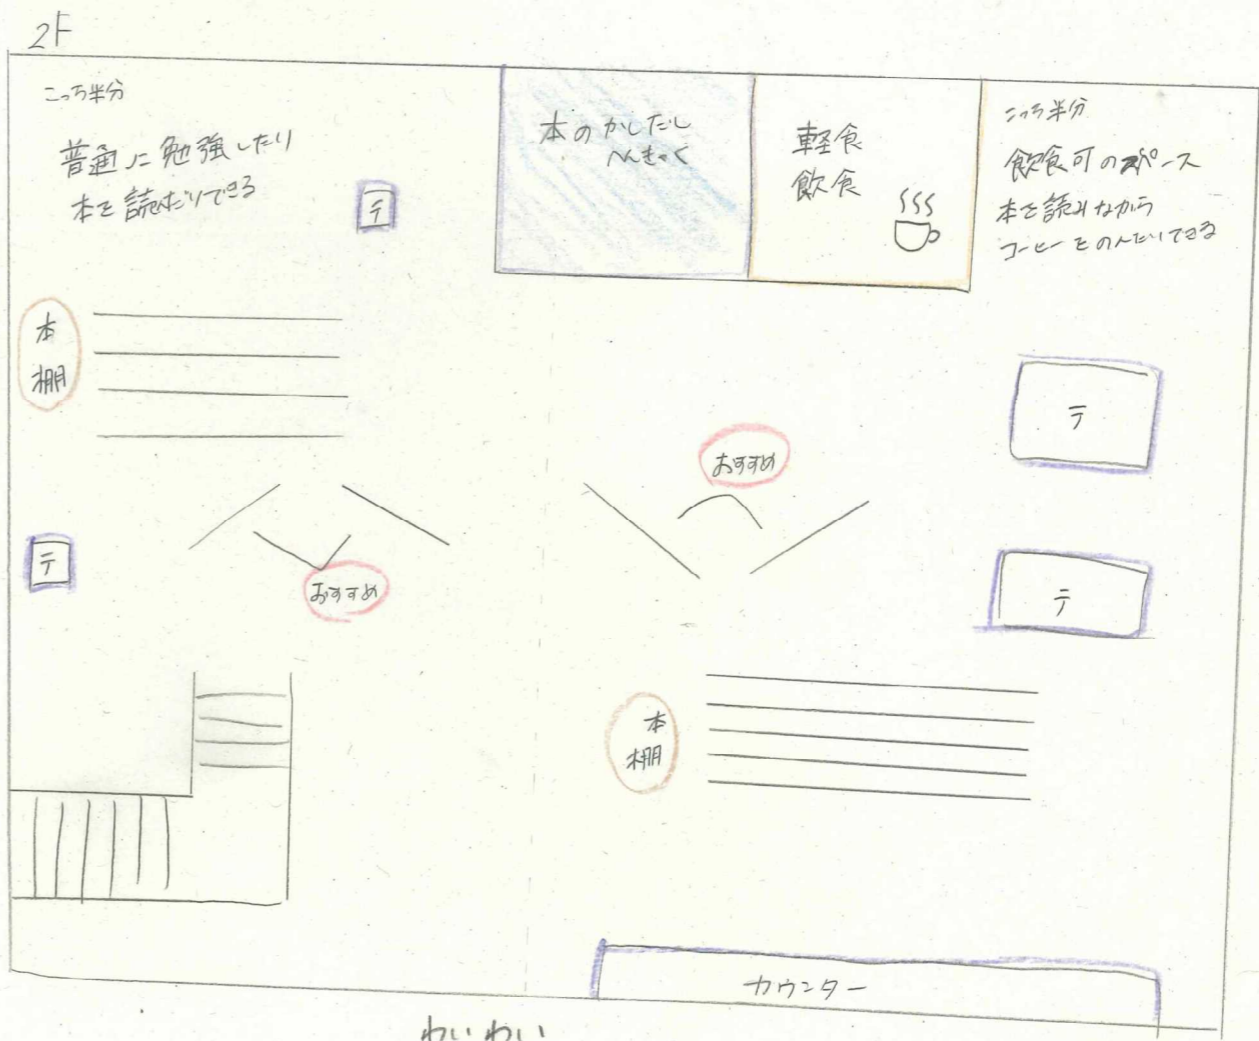 2F
こっち半分
普通に勉強したり
本を読んだりできる
テ
本のかしだし
へんきゃく
軽食
飲食
こっち半分
飲食可のスペース
本を読みながら
コーヒーをのんだりできる
本
棚
おすすめ
テ
テ
おすすめ
テ
本
棚
カウンター
わいわい